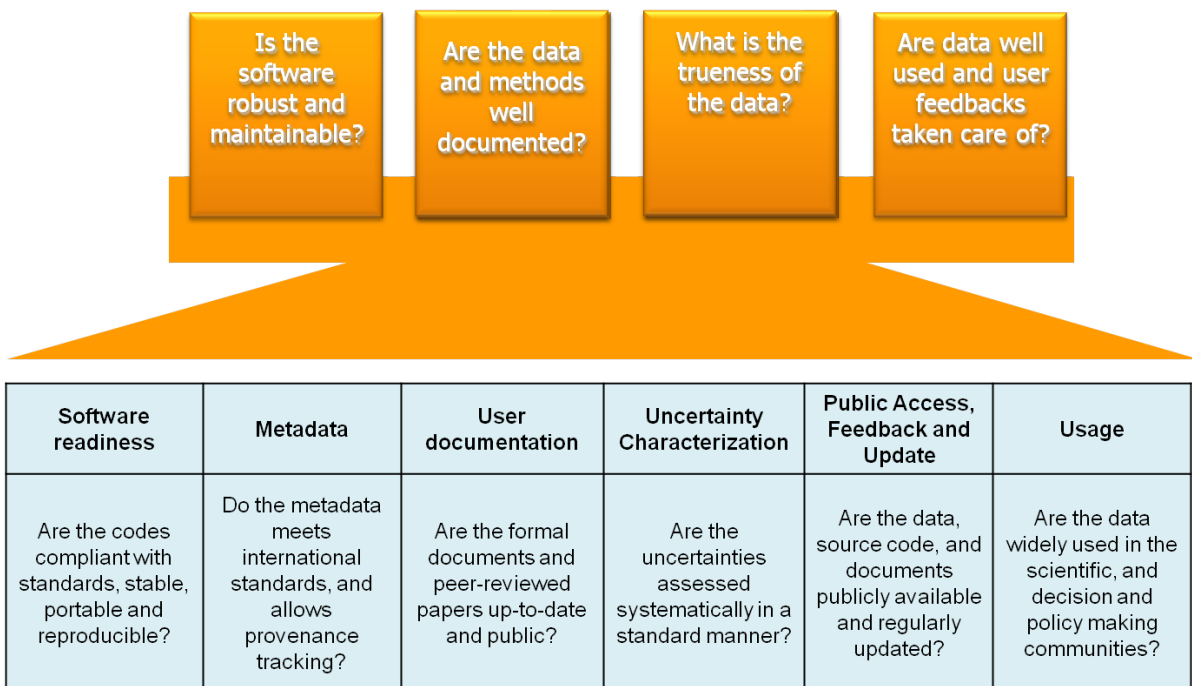 Is the
software
robust and
maintainable?
Are the data
and methods
well
documented?
What is the
trueness of
the data?
Are data well
used and user
feedbacks
taken care of?
Software
readiness
Metadata
User
documentation
Uncertainty
Characterization
Public Access,
Feedback and
Update
Usage
Are the codes
compliant with
standards, stable,
portable and
reproducible?
Do the metadata
meets
international
standards, and
allows
provenance
tracking?
Are the formal
documents and
peer-reviewed
papers up-to-date
and public?
Are the
uncertainties
assessed
systematically in a
standard manner?
Are the data,
source code, and
documents
publicly available
and regularly
updated?
Are the data
widely used in the
scientific, and
decision and
policy making
communities?